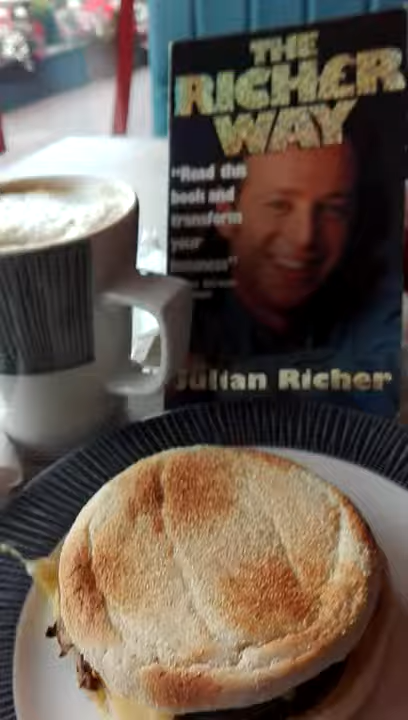 THE
RICHER
WAY
"Read this
book and
transform
your
business"
Julian Richer